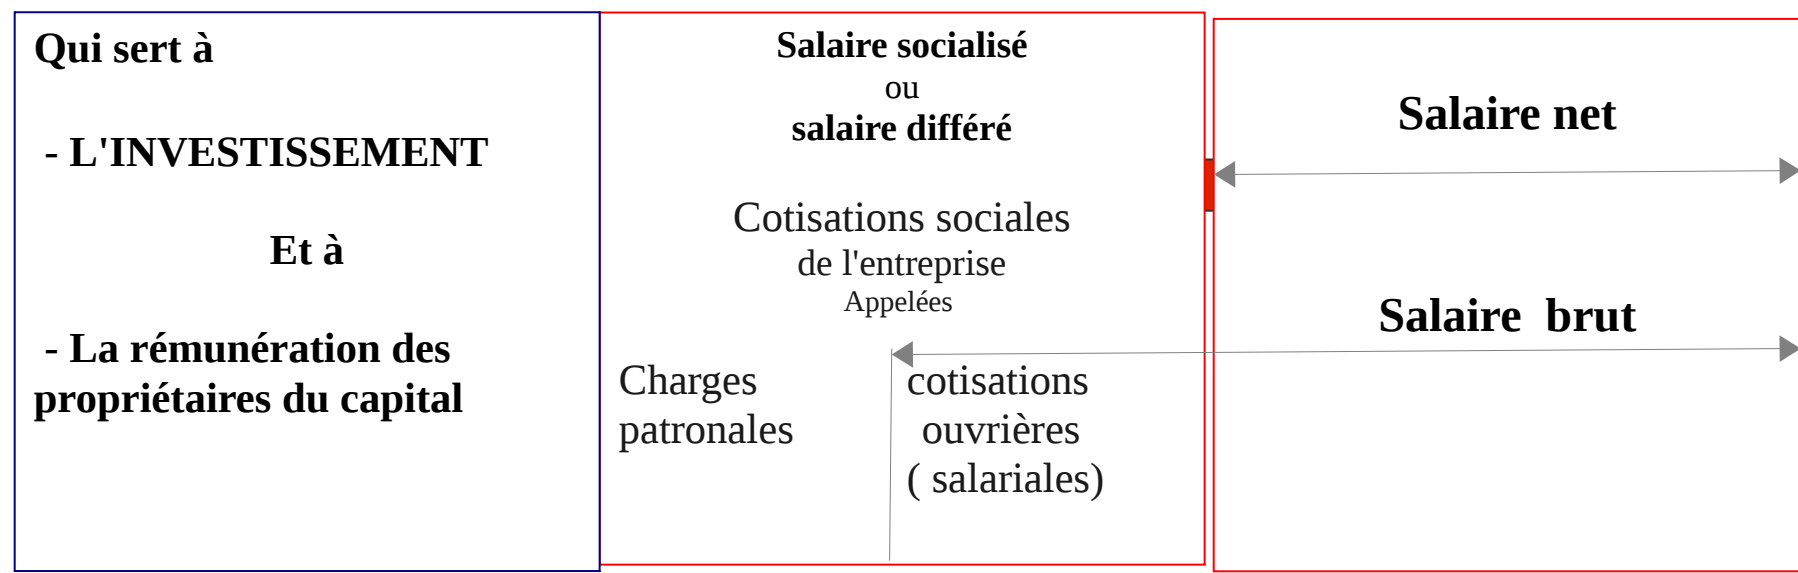 Qui sert à
- L'INVESTISSEMENT
Et à
- La rémunération des
propriétaires du capital
Salaire socialisé
ou
salaire différé
Cotisations sociales
de l'entreprise
Appelées
Charges
patronales
cotisations
ouvrières
( salariales)
Salaire net
Salaire  brut